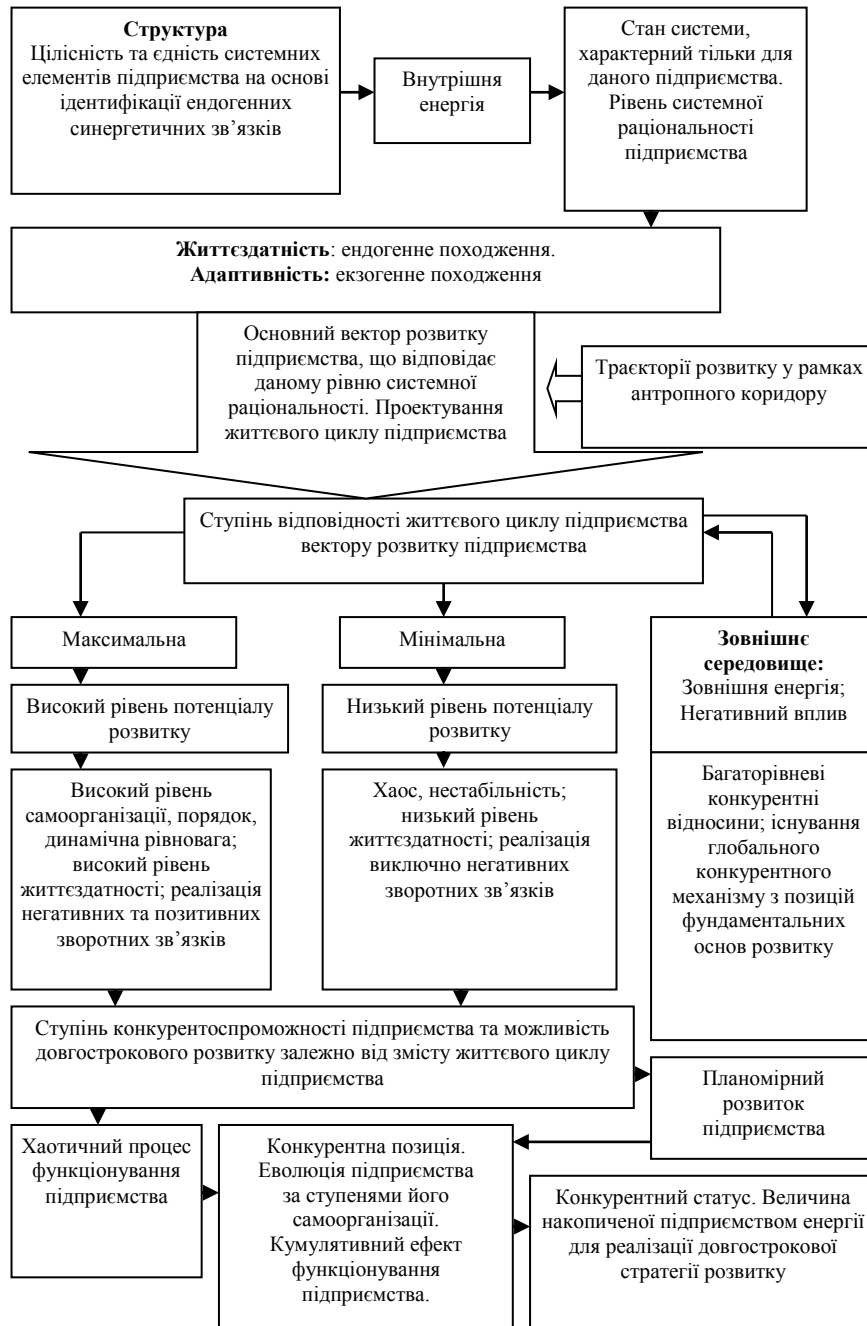 Структура
Цілісність та єдність системних
елементів підприємства на основі
ідентифікації ендогенних
синергетичних зв’язків
Внутрішня
енергія
Стан системи,
характерний тільки для
даного підприємства.
Рівень системної
раціональності
підприємства
Життєздатність: ендогенне походження.
Адаптивність: екзогенне походження
Основний вектор розвитку
підприємства, що відповідає
даному рівню системної
раціональності. Проектування
життєвого циклу підприємства
Траєкторії розвитку у рамках
антропного коридору
Ступінь відповідності життєвого циклу підприємства
вектору розвитку підприємства
Максимальна
Мінімальна
Зовнішнє
середовище:
Зовнішня енергія;
Негативний вплив
Високий рівень потенціалу
розвитку
Низький рівень потенціалу
розвитку
Високий рівень
самоорганізації, порядок,
динамічна рівновага;
високий рівень
життєздатності; реалізація
негативних та позитивних
зворотних зв’язків
Хаос, нестабільність;
низький рівень
життєздатності; реалізація
виключно негативних
зворотних зв’язків
Багаторівневі
конкурентні
відносини; існування
глобального
конкурентного
механізму з позицій
фундаментальних
основ розвитку
Ступінь конкурентоспроможності підприємства та можливість
довгострокового розвитку залежно від змісту життєвого циклу
підприємства
Планомірний
розвиток
підприємства
Хаотичний процес
функціонування
підприємства
Конкурентна позиція.
Еволюція підприємства
за ступенями його
самоорганізації.
Кумулятивний ефект
функціонування
підприємства.
Конкурентний статус. Величина
накопиченої підприємством енергії
для реалізації довгострокової
стратегії розвитку